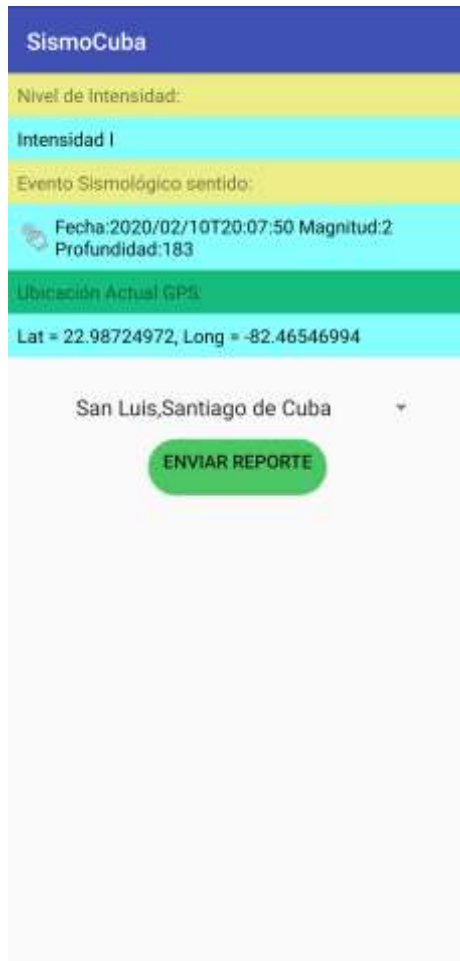 SismoCuba
Nivel de Intensidad:
Intensidad I
Evento Sismológico sentido:
Fecha:2020/02/10T20:07:50 Magnitud:2
Profundidad:183
Ubicación Actual GPS:
Lat = 22.98724972, Long = -82.46546994
San Luis,Santiago de Cuba
ENVIAR REPORTE